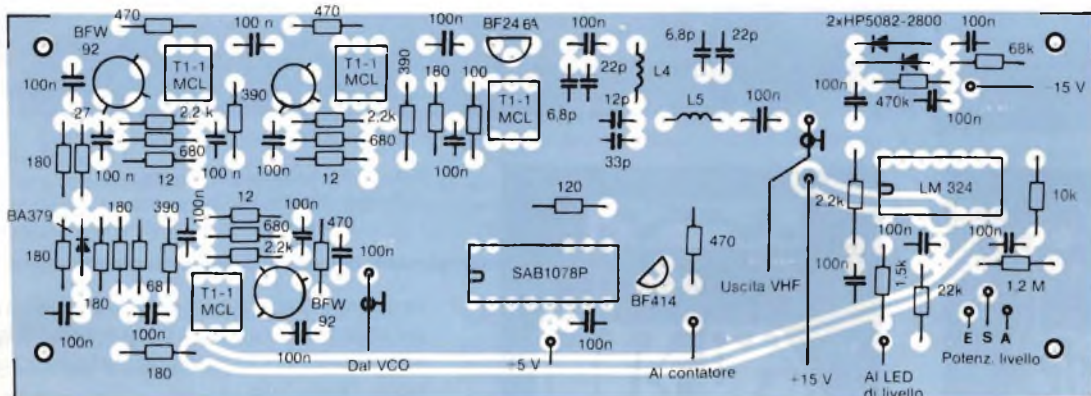 470
100n
470
100n
BF246A
100n
6,8p
22p
2xHP5082-2800
100n
BFW
92
T1-1
MCL
T1-1
MCL
390
180
100
22p
L4
68k
100n
390
T1-1
MCL
6,8p
12p
L5
100n
100n
470k
-15 V
27
2,2k
2,2k
33p
100n
100n
680
100n
680
180
100n
100 n
12
100n
12
100n
BA379
180
390
100n
12
100n
120
2.2k
LM 324
10k
680
470
180
2.2k
100n
SAB1078P
470
100n
100n
T1-1
MCL
BF414
Uscita VHF
100n
1,5k
180
68
BFW
92
22k
1.2 M
100n
100n
100n
100n
E S A
180
Dal VCO
+5 V
Al contatore
+15 V
Al LED
di livello
Potenz. livello